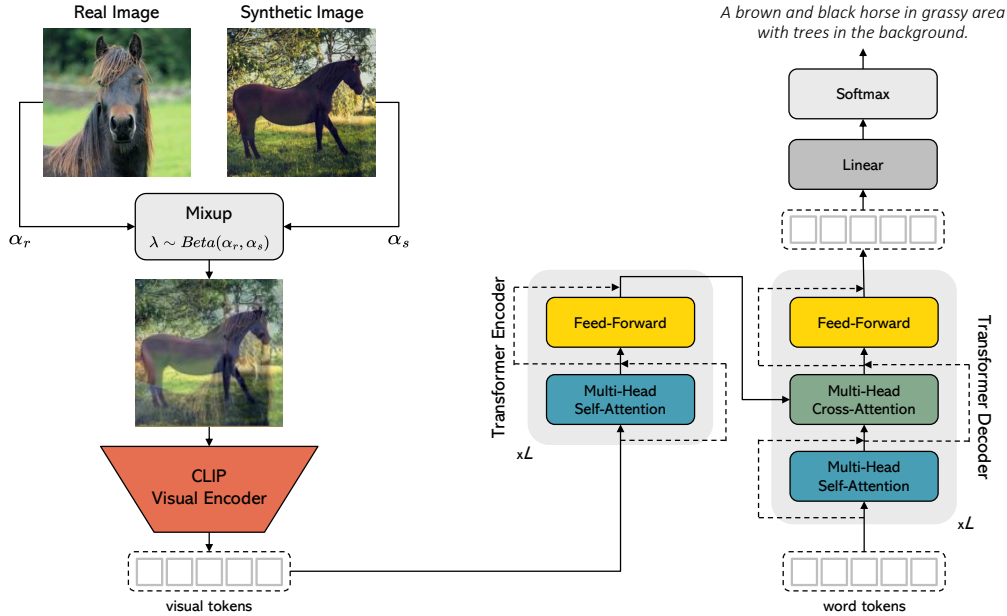 Real Image
Synthetic Image
Mixup
λ ∼ Beta(αr, αs)
αr
αs
CLIP
Visual Encoder
visual tokens
Transformer Encoder
Feed-Forward
Multi-Head
Self-Attention
xL
A brown and black horse in grassy area
with trees in the background.
Softmax
Linear
Transformer Decoder
Feed-Forward
Multi-Head
Cross-Attention
Multi-Head
Self-Attention
xL
word tokens